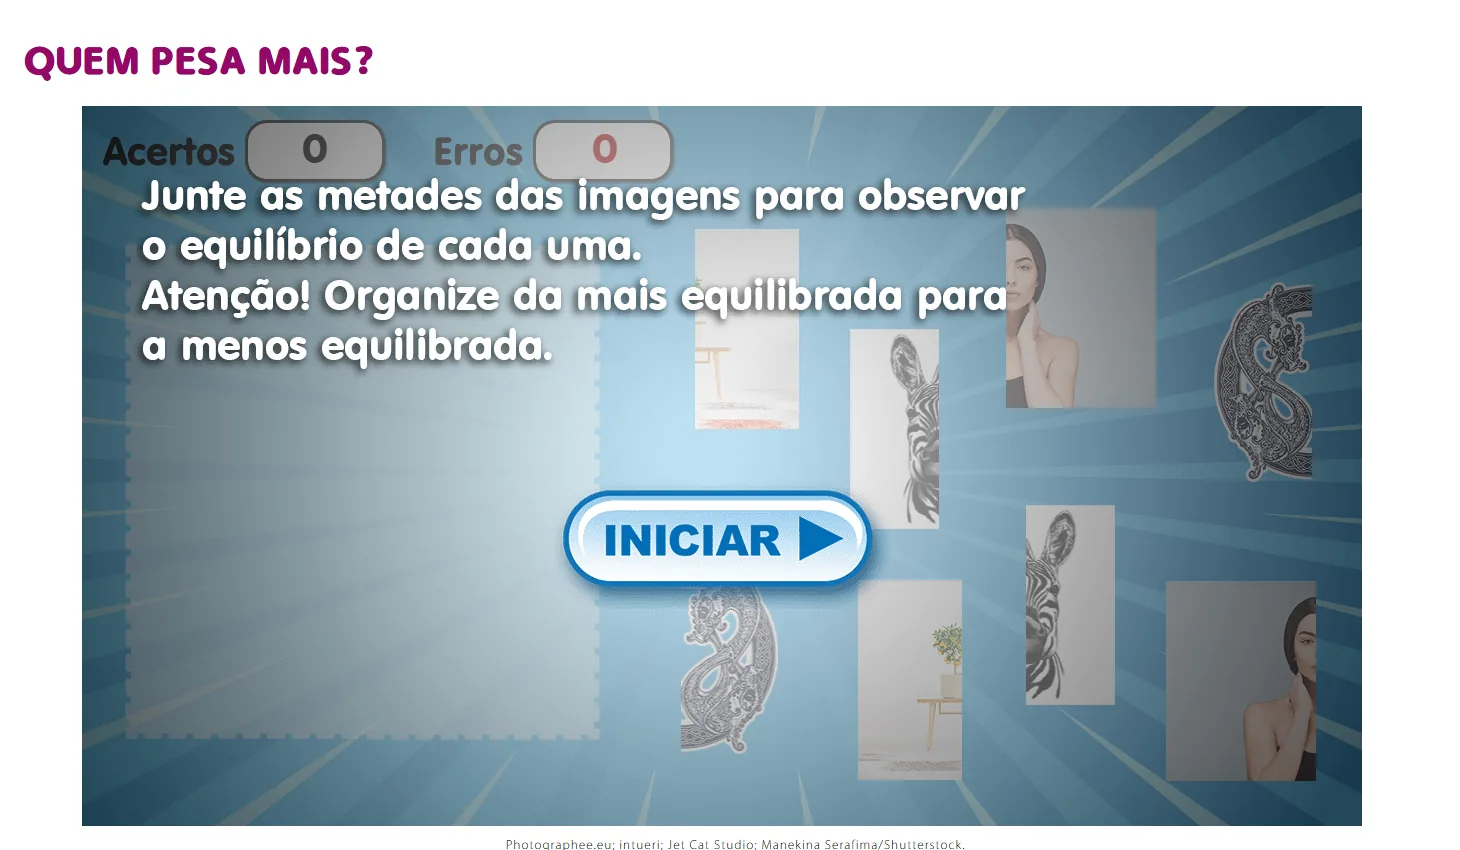 QUEM PESA MAIS?
Acertos 0 Erros 0
Junte as metades das imagens para observar
o equilíbrio de cada uma.
Atenção! Organize da mais equilibrada para
a menos equilibrada.
INICIAR
Photographee.eu; intueri; Jet Cat Studio; Manekina Serafima/Shutterstock.